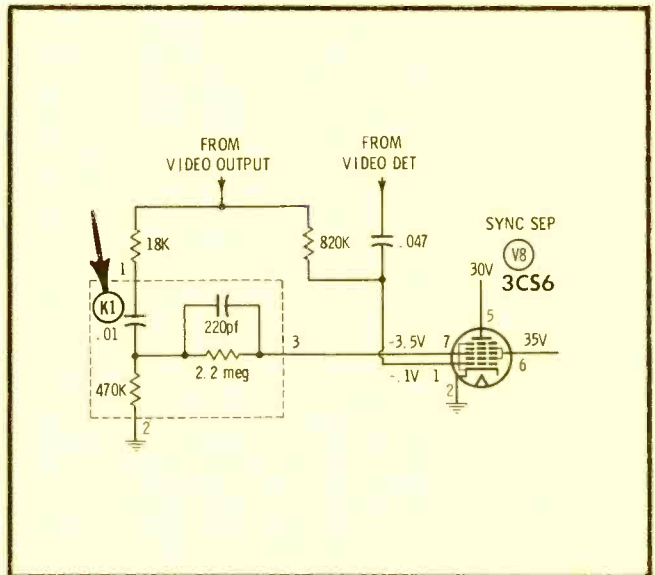 FROM
VIDEO OUTPUT
FROM
VIDEO DET
18K
820K
.047
SYNC SEP
V8
3CS6
30V
1
K1
.01
220pf
2.2 meg
3
5
-3.5V 7
35V
6
-.1V 1
2
470K
2